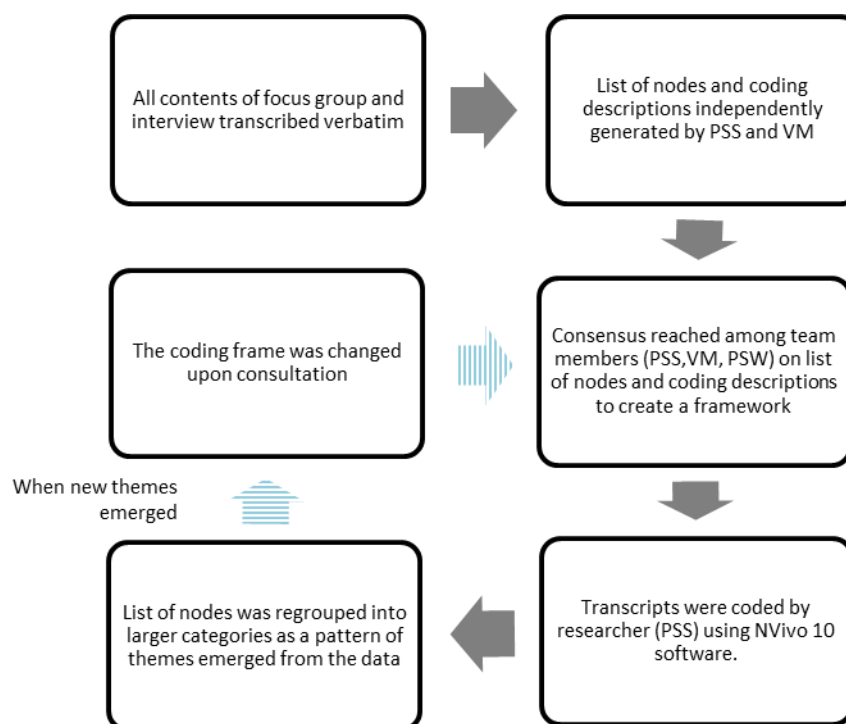 All contents of focus group and
interview transcribed verbatim
List of nodes and coding
descriptions independently
generated by PSS and VM
Consensus reached among team
members (PSS,VM, PSW) on list
of nodes and coding descriptions
to create a framework
The coding frame was changed
upon consultation
When new themes
emerged
Transcripts were coded by
researcher (PSS) using NVivo 10
software.
List of nodes was regrouped into
larger categories as a pattern of
themes emerged from the data